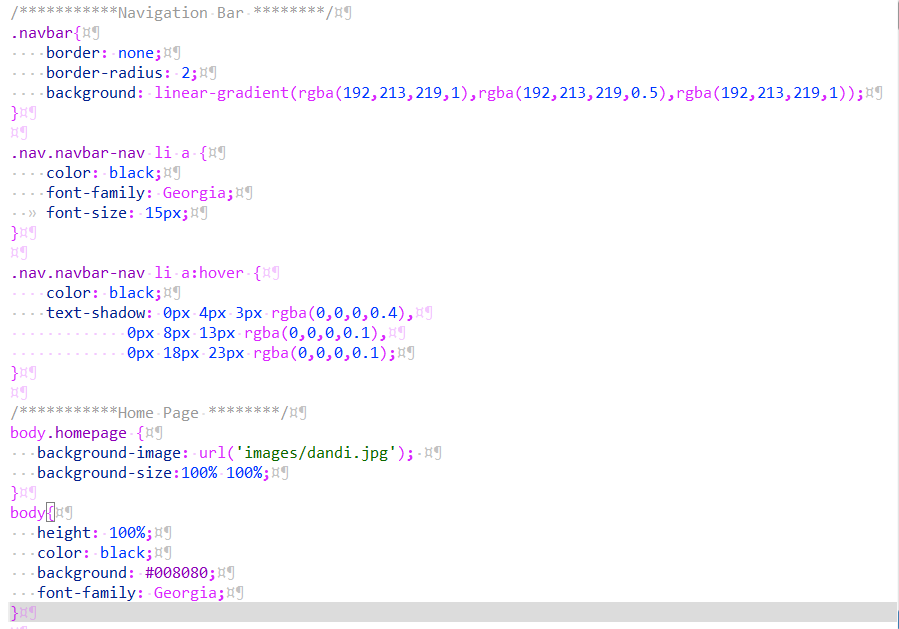 /***********Navigation Bar ********/¤¶
.navbar{¤¶
····border: none;¤¶
····border-radius: 2;¤¶
····background: linear-gradient(rgba(192,213,219,1),rgba(192,213,219,0.5),rgba(192,213,219,1));¤¶
}¤¶
¤¶
.nav.navbar-nav li a {¤¶
····color: black;¤¶
····font-family: Georgia;¤¶
··» font-size: 15px;¤¶
}¤¶
¤¶
.nav.navbar-nav li a:hover {¤¶
····color: black;¤¶
····text-shadow: 0px 4px 3px rgba(0,0,0,0.4),¤¶
·············0px 8px 13px rgba(0,0,0,0.1),¤¶
·············0px 18px 23px rgba(0,0,0,0.1);¤¶
}¤¶
¤¶
/***********Home Page ********/¤¶
body.homepage {¤¶
···background-image: url('images/dandi.jpg'); ¤¶
···background-size:100% 100%;¤¶
}¤¶
body{¤¶
···height: 100%;¤¶
···color: black;¤¶
···background: #008080;¤¶
···font-family: Georgia;¤¶
}¤¶
¤¶